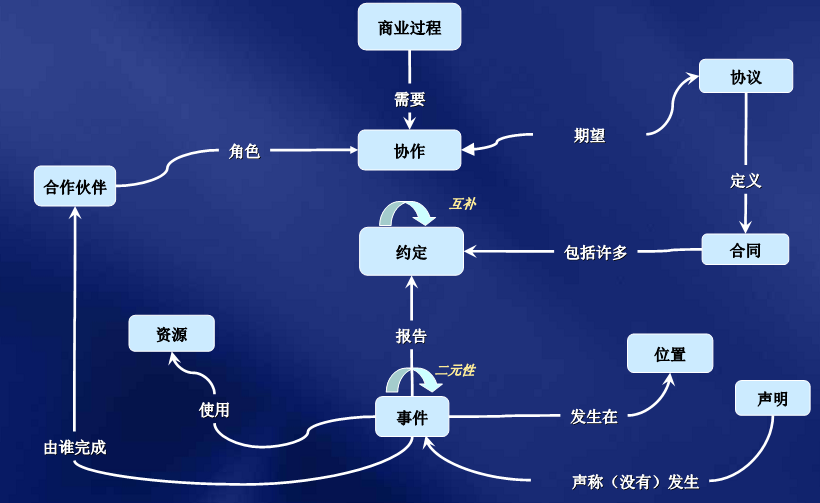 商业过程
需要
协议
期望
角色
协作
合作伙伴
定义
互补
约定
包括许多
合同
报告
资源
位置
二元性
使用
事件
发生在
声明
由谁完成
声称（没有）发生